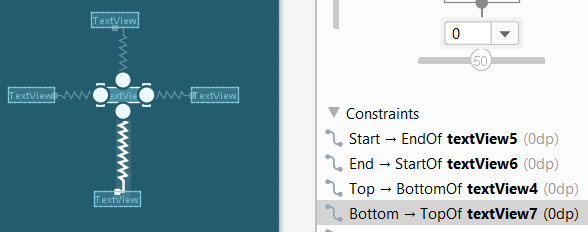 TextView
TextView
TextView
TextView
TextView
0
50
Constraints
Start → EndOf textView5 (0dp)
End → StartOf textView6 (0dp)
Top → BottomOf textView4 (0dp)
Bottom → TopOf textView7 (0dp)